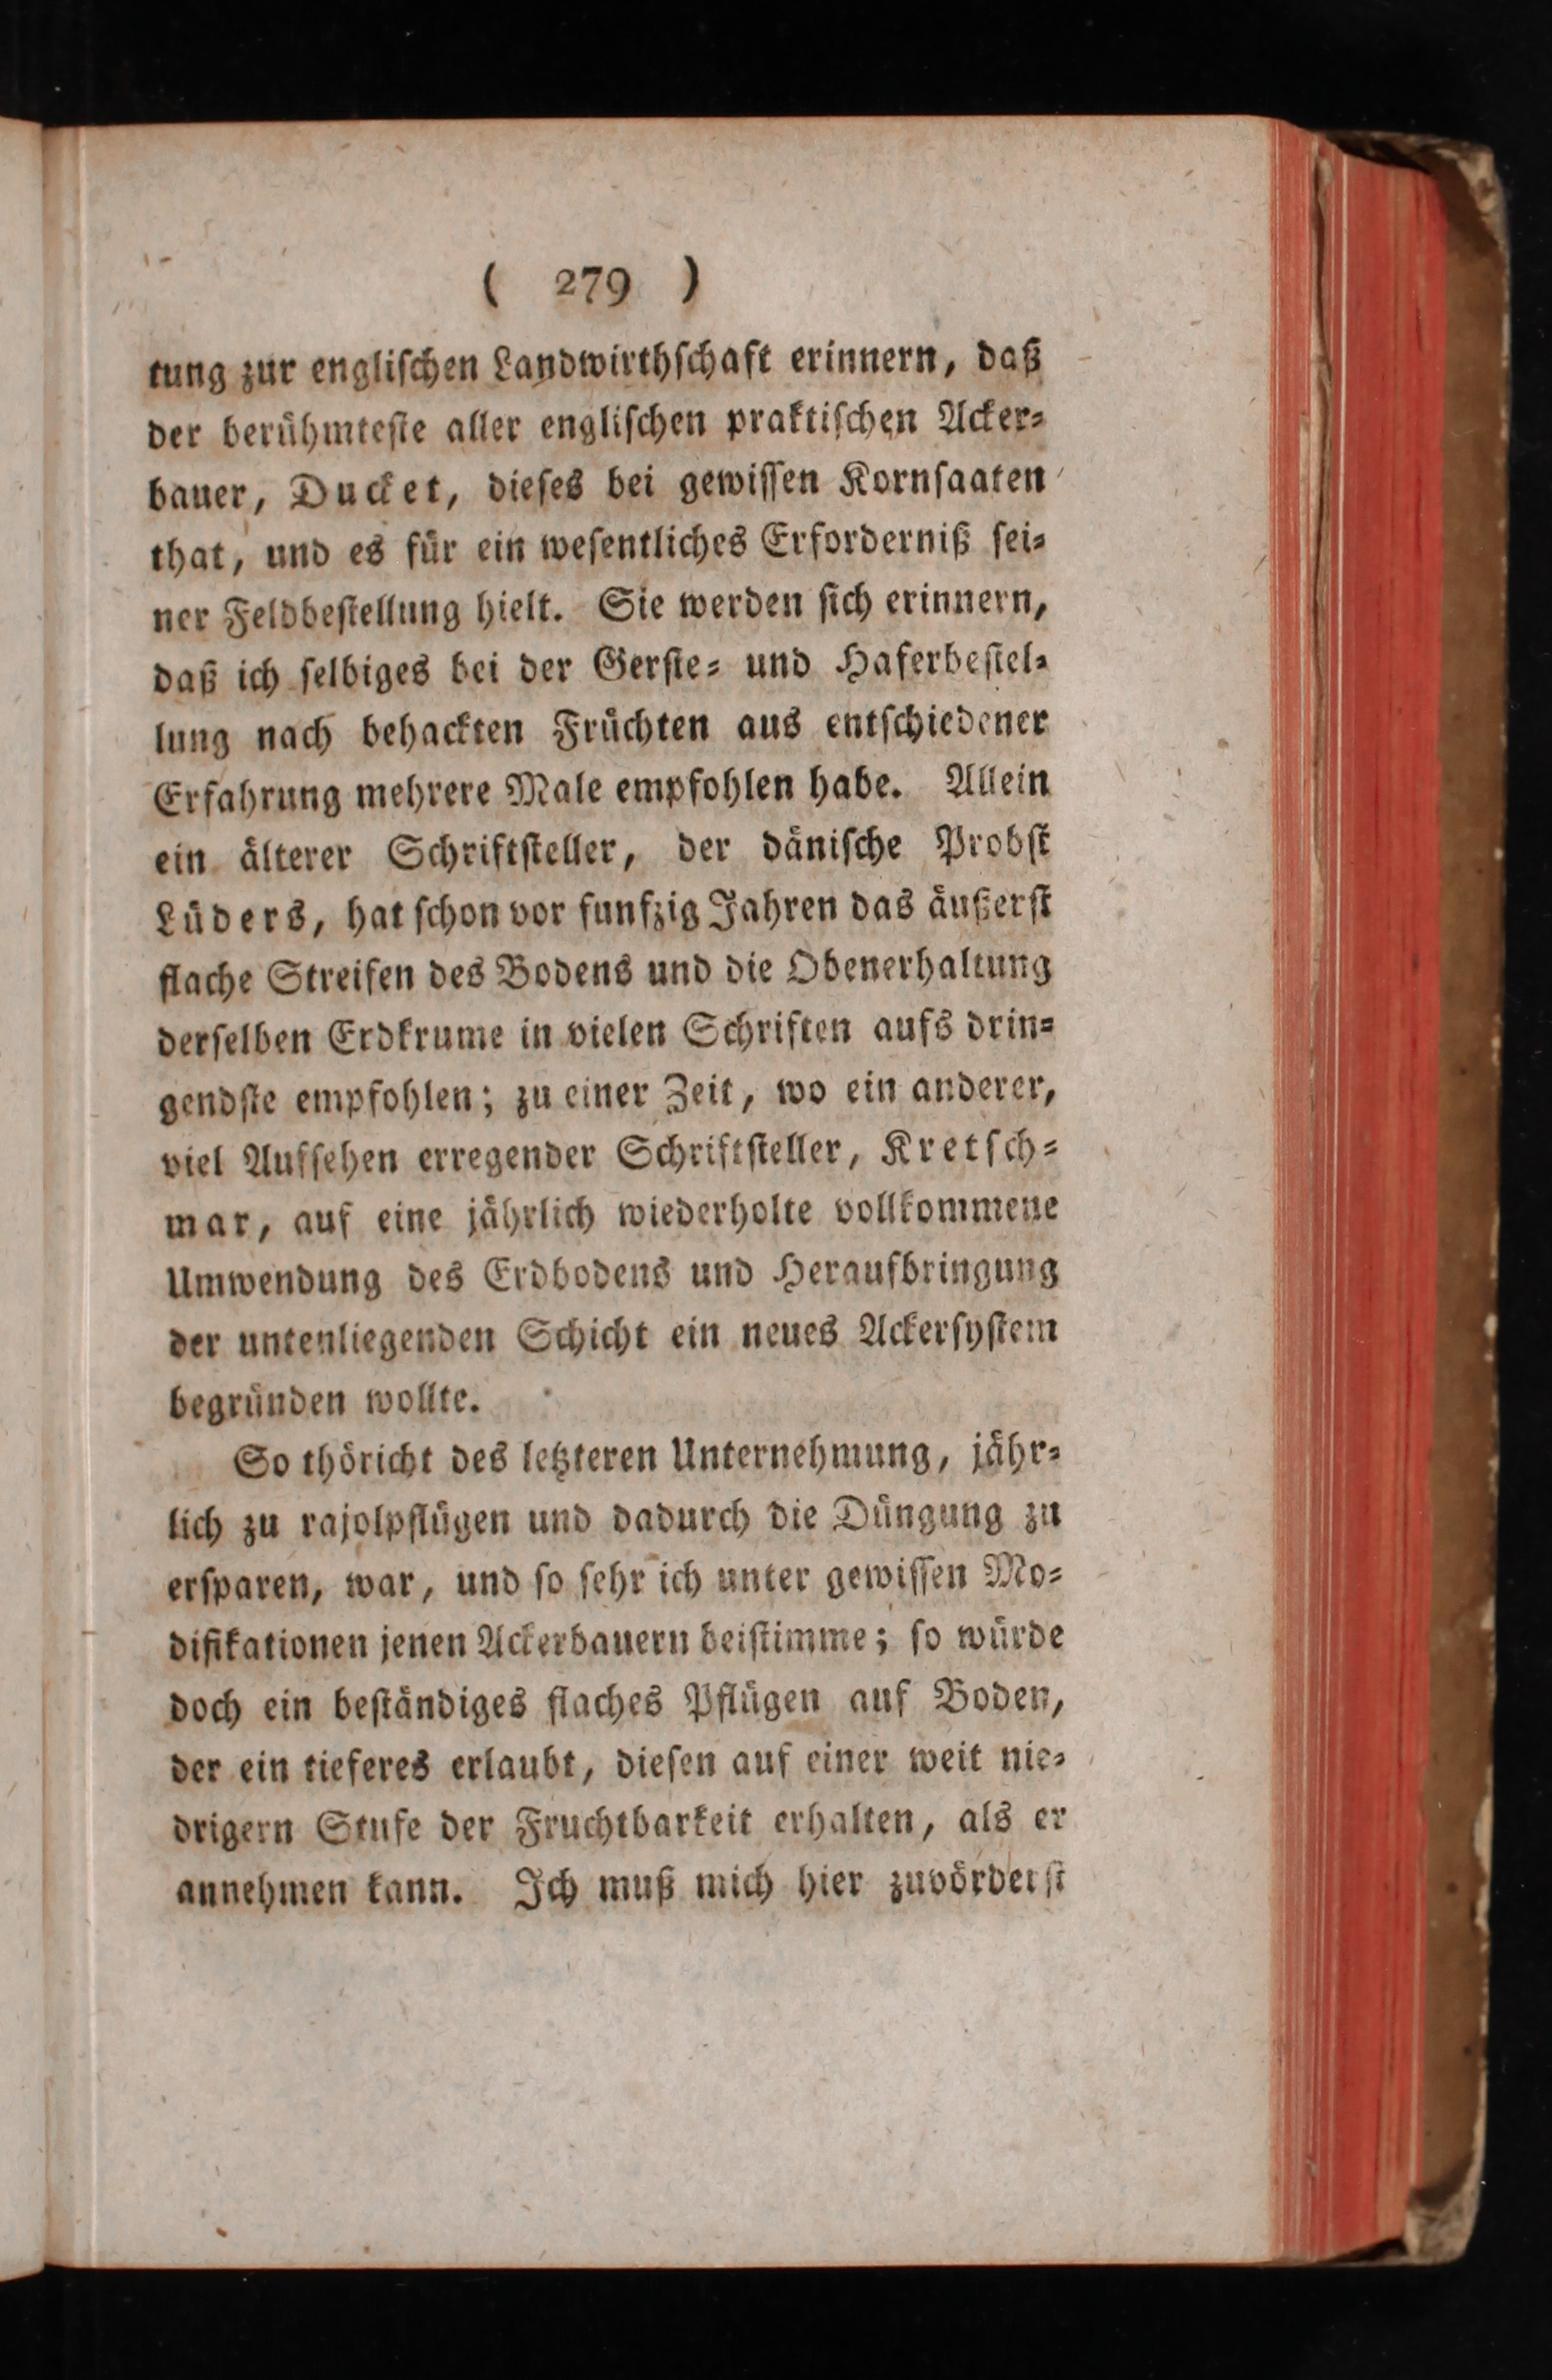 ( 279 )
tung zur engliſchen Landwirthſchaft erinnern, daß
der berühmteſte aller engliſchen praktiſchen Acker⸗
bauer, Ducket, dieſes bei gewiſſen Kornſaaten
that, und es für ein weſentliches Erforderniß ſei⸗
ner Feldbeſtellung hielt. Sie werden ſich erinnern,
daß ich ſelbiges bei der Gerſte⸗ und Haferbeſtel⸗
lung nach behackten Früchten aus entſchiedener
Erfahrung mehrere Male empfohlen habe. Allein
ein älterer Schriftſteller, der däniſche Probſt
Lüders, hat ſchon vor funfzig Jahren das äußerſt
flache Streifen des Bodens und die Obenerhaltung
derſelben Erdkrume in vielen Schriften aufs drin⸗
gendſte empfohlen; zu einer Zeit, wo ein anderer,
viel Aufſehen erregender Schriftſteller, Kretſch⸗
mar, auf eine jährlich wiederholte vollkommene
Umwendung des Erdbodens und Heraufbringung
der untenliegenden Schicht ein neues Ackerſyſtem
begründen wollte.
So thöricht des letzteren Unternehmung, jähr⸗
lich zu rajolpflügen und dadurch die Düngung zu
erſparen, war, und ſo ſehr ich unter gewiſſen Mo⸗
difikationen jenen Ackerbauern beiſtimme; ſo würde
doch ein beſtändiges flaches Pflügen auf Boden,
der ein tieferes erlaubt, dieſen auf einer weit nie⸗
drigern Stufe der Fruchtbarkeit erhalten, als er
annehmen kann. Ich muß mich hier zuvörderſt